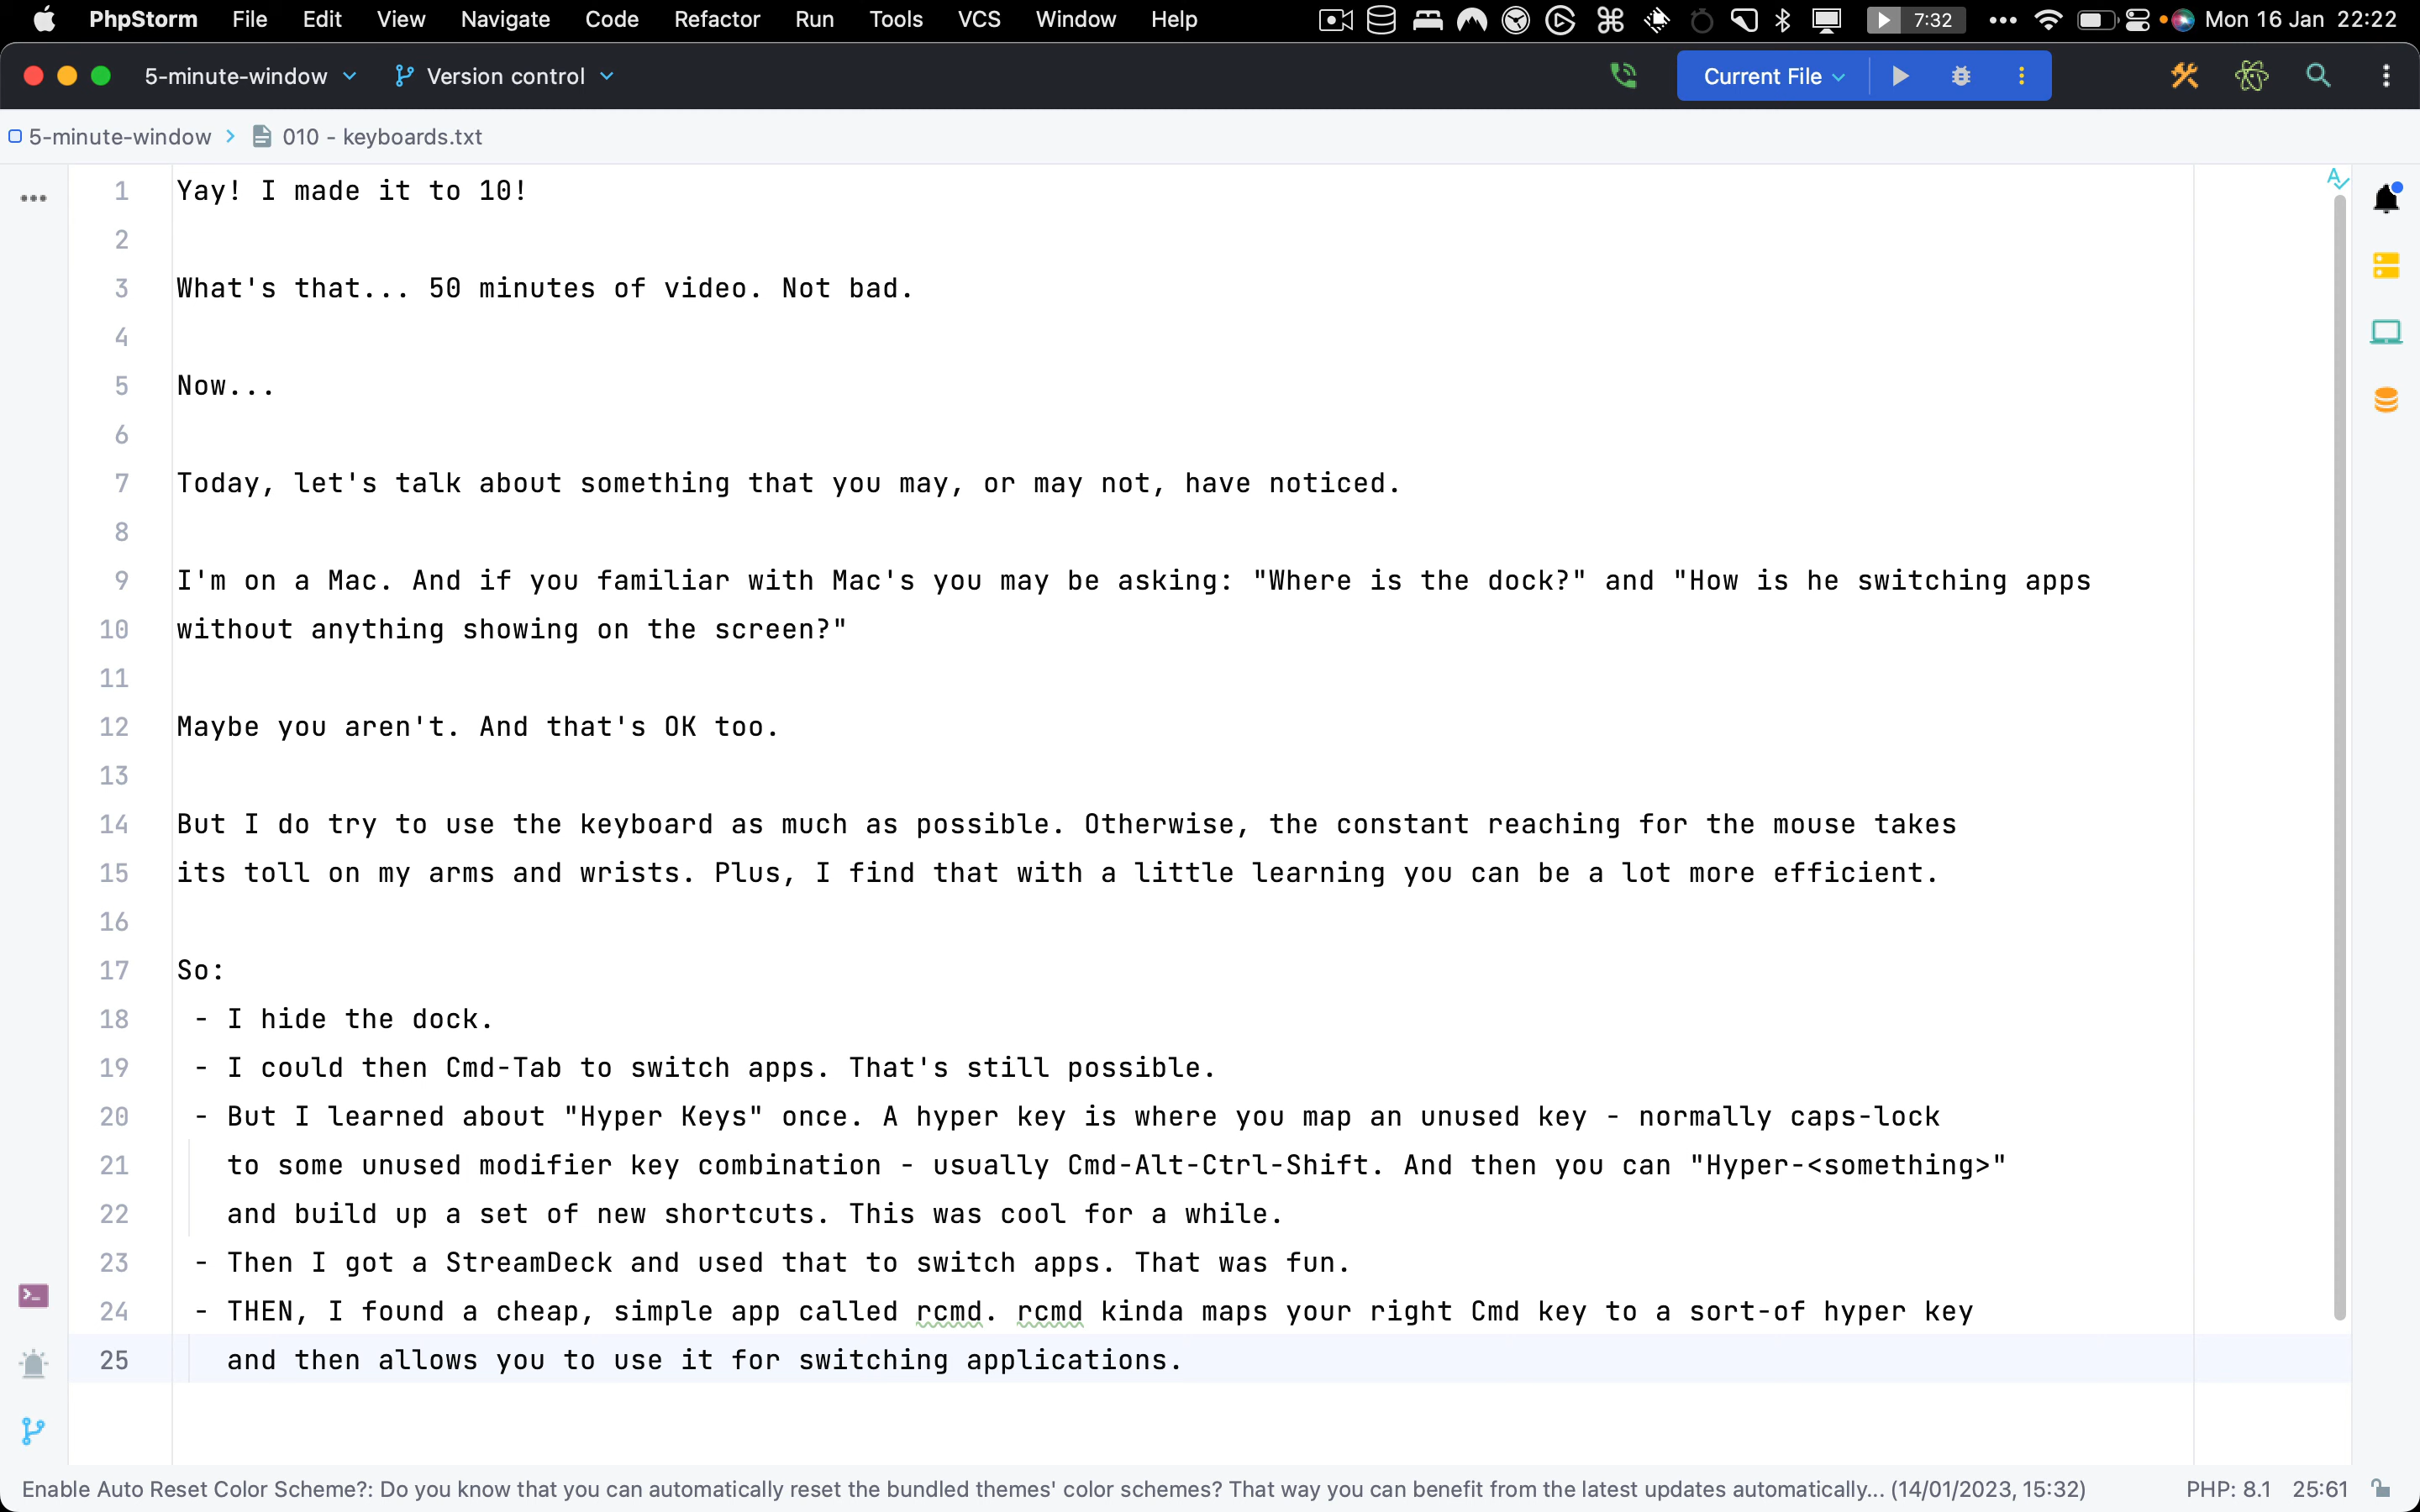 PhpStorm File Edit View Navigate Code Refactor Run Tools VCS Window Help 7:32 Mon 16 Jan 22:22
5-minute-window Version control Current File
5-minute-window 010 - keyboards.txt
1 Yay! I made it to 10!
2
3 What's that... 50 minutes of video. Not bad.
4
5 Now...
6
7 Today, let's talk about something that you may, or may not, have noticed.
8
9 I'm on a Mac. And if you familiar with Mac's you may be asking: "Where is the dock?" and "How is he switching apps
10 without anything showing on the screen?"
11
12 Maybe you aren't. And that's OK too.
13
14 But I do try to use the keyboard as much as possible. Otherwise, the constant reaching for the mouse takes
15 its toll on my arms and wrists. Plus, I find that with a little learning you can be a lot more efficient.
16
17 So:
18 - I hide the dock.
19 - I could then Cmd-Tab to switch apps. That's still possible.
20 - But I learned about "Hyper Keys" once. A hyper key is where you map an unused key - normally caps-lock
21 to some unused modifier key combination - usually Cmd-Alt-Ctrl-Shift. And then you can "Hyper-<something>"
22 and build up a set of new shortcuts. This was cool for a while.
23 - Then I got a StreamDeck and used that to switch apps. That was fun.
24 - THEN, I found a cheap, simple app called rcmd. rcmd kinda maps your right Cmd key to a sort-of hyper key
25 and then allows you to use it for switching applications.
Enable Auto Reset Color Scheme?: Do you know that you can automatically reset the bundled themes' color schemes? That way you can benefit from the latest updates automatically... (14/01/2023, 15:32) PHP: 8.1 25:61